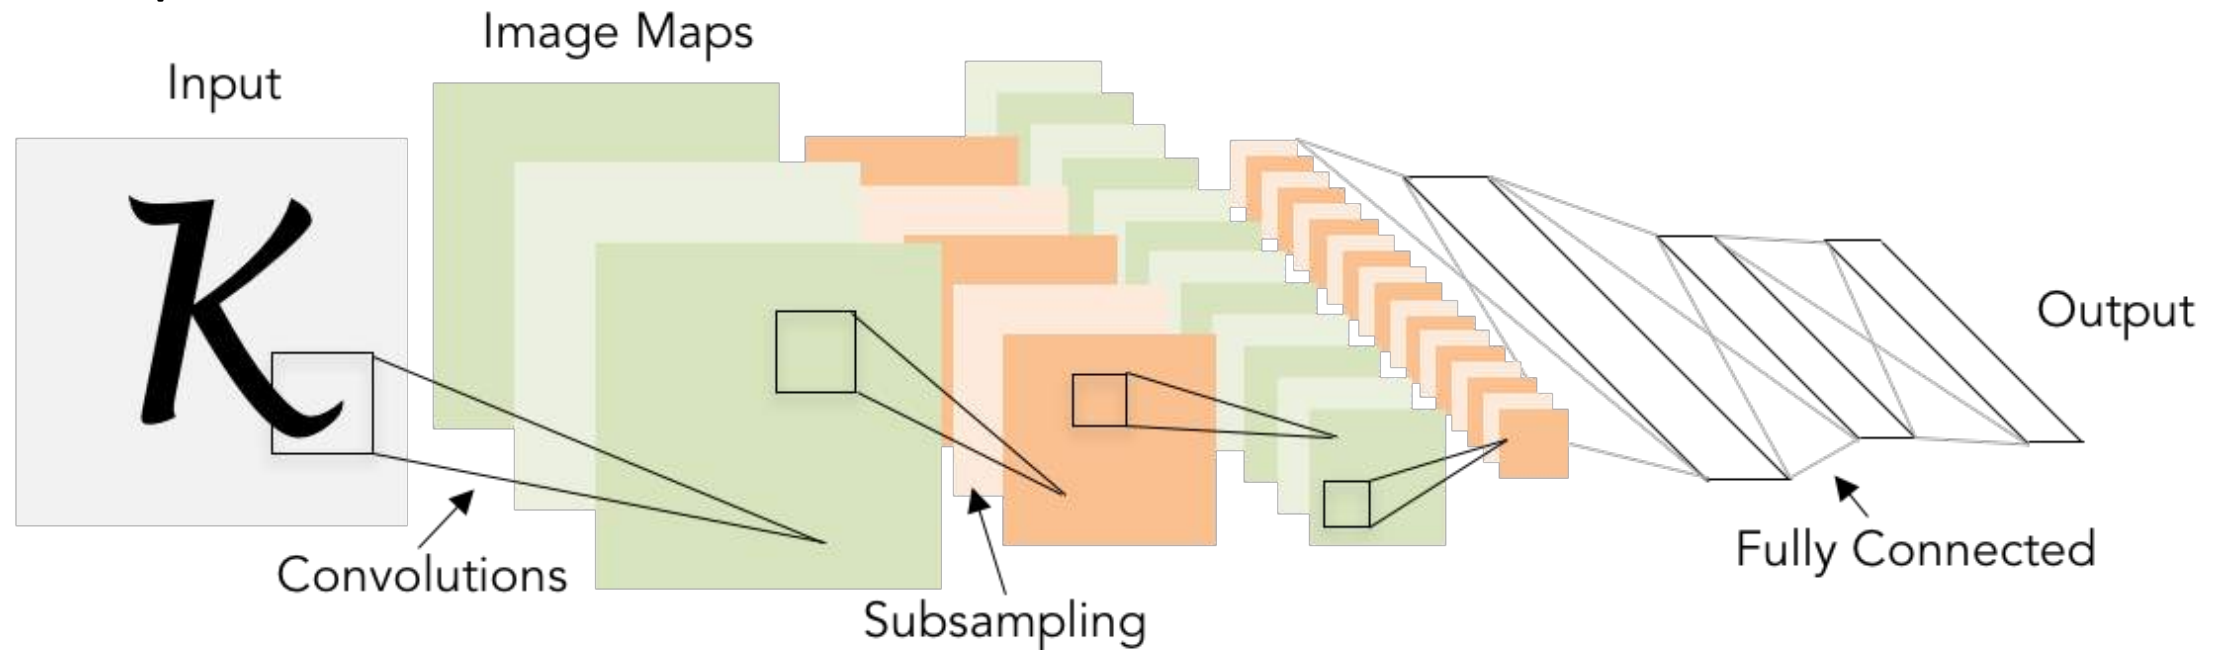 Image Maps
Input
K
Output
Convolutions
Fully Connected
Subsampling